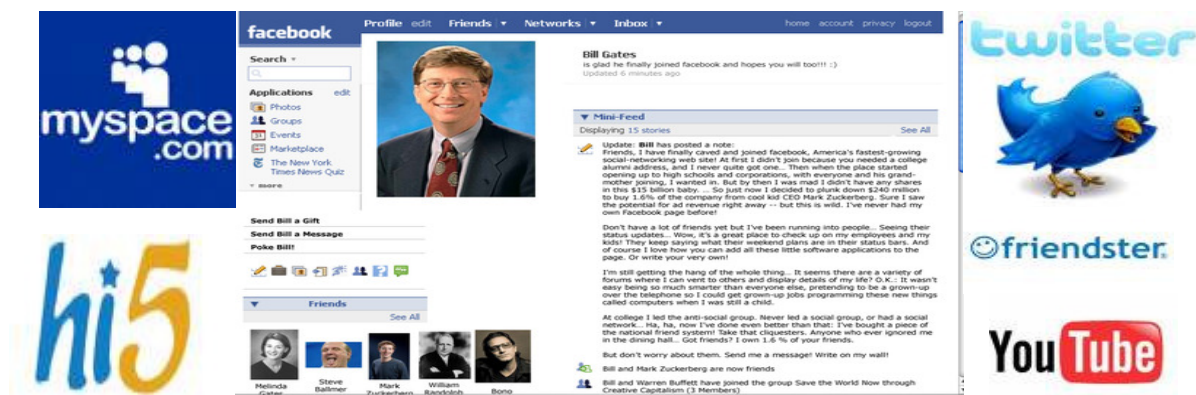 myspace
.com
hi5
facebook
Profile edit Friends Networks Inbox
home account privacy logout
Search
Applications edit
Photos
Groups
Events
Marketplace
The New York
Times News Quiz
more
Send Bill a Gift
Send Bill a Message
Poke Bill!
Friends
See All
Melinda
Gates
Steve
Ballmer
Mark
Zuckerberg
William
Randolph
Bono
Bill Gates
is glad he finally joined facebook and hopes you will too!!! :)
Updated 6 minutes ago
Mini-Feed
Displaying 15 stories See All
Update: Bill has posted a note:
Friends, I have finally caved and joined facebook, America's fastest-growing
social-networking web site! At first I didn't join because you needed a college
alumni address, and I never quite got one... Then when the place started
opening up to high schools and corporations, with everyone and his grand-
mother joining, I wanted in. But by then I was mad I didn't have any shares
in this $15 billion baby. ... So just now I decided to plunk down $240 million
to buy 1.6% of the company from cool kid CEO Mark Zuckerberg. Sure I saw
the potential for ad revenue right away -- but this is wild. I've never had my
own Facebook page before!
Don't have a lot of friends yet but I've been running into people... Seeing their
status updates... Wow, it's a great place to check up on my employees and my
kids! They keep saying what their weekend plans are in their status bars. And
of course I love how you can add all these little software applications to the
page. Or write your very own!
I'm still getting the hang of the whole thing... It seems there are a variety of
forums where I can vent to others and display details of my life? O.K.: It wasn't
easy being so much smarter than everyone else, pretending to be a grown-up
over the telephone so I could get grown-up jobs programming these new things
called computers when I was still a child.
At college I led the anti-social group. Never led a social group, or had a social
network... Ha, ha, now I've done even better than that: I've bought a piece of
the national friend system! Take that cliquesters. Anyone who ever ignored me
in the dining hall... Got friends? I own 1.6 % of your friends.
But don't worry about them. Send me a message! Write on my wall!
Bill and Mark Zuckerberg are now friends
Bill and Warren Buffett have joined the group Save the World Now through
Creative Capitalism (3 Members)
twitter
friendster.
YouTube